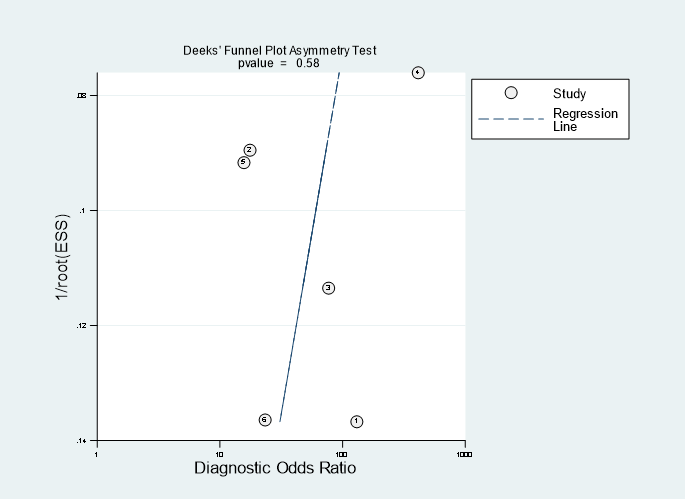 Deeks' Funnel Plot Asymmetry Test
pvalue = 0.58
Study
Regression
Line
1/root(ESS)
.08
.1
.12
.14
4
2
5
3
6
1
1
10
100
1000
Diagnostic Odds Ratio